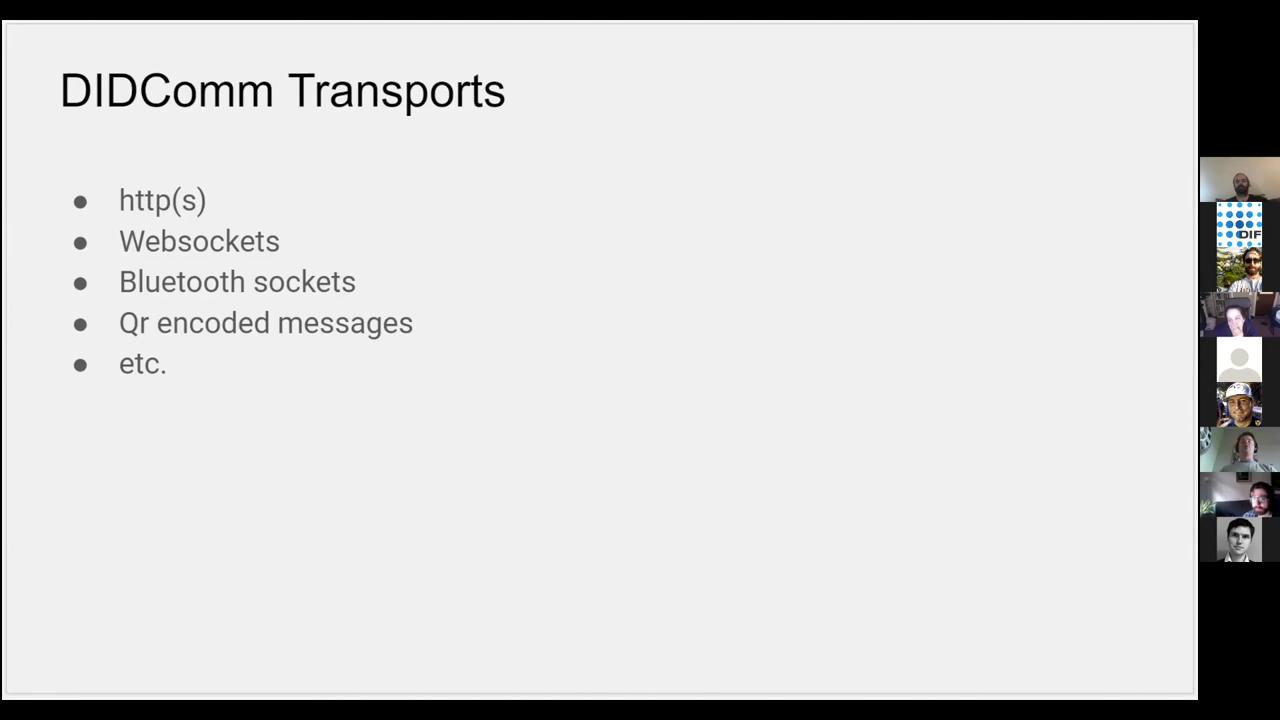 DIDComm Transports
● http(s)
● Websockets
● Bluetooth sockets
● Qr encoded messages
● etc.
DIF